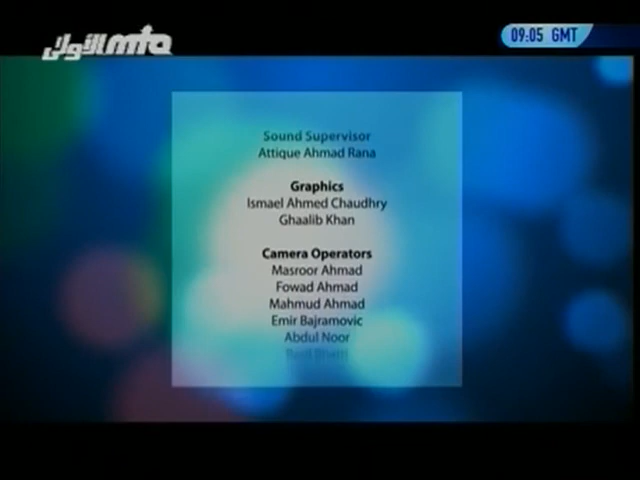 الأولى mta
09:05 GMT
Sound Supervisor
Attique Ahmad Rana
Graphics
Ismael Ahmed Chaudhry
Ghaalib Khan
Camera Operators
Masroor Ahmad
Fowad Ahmad
Mahmud Ahmad
Emir Bajramovic
Abdul Noor